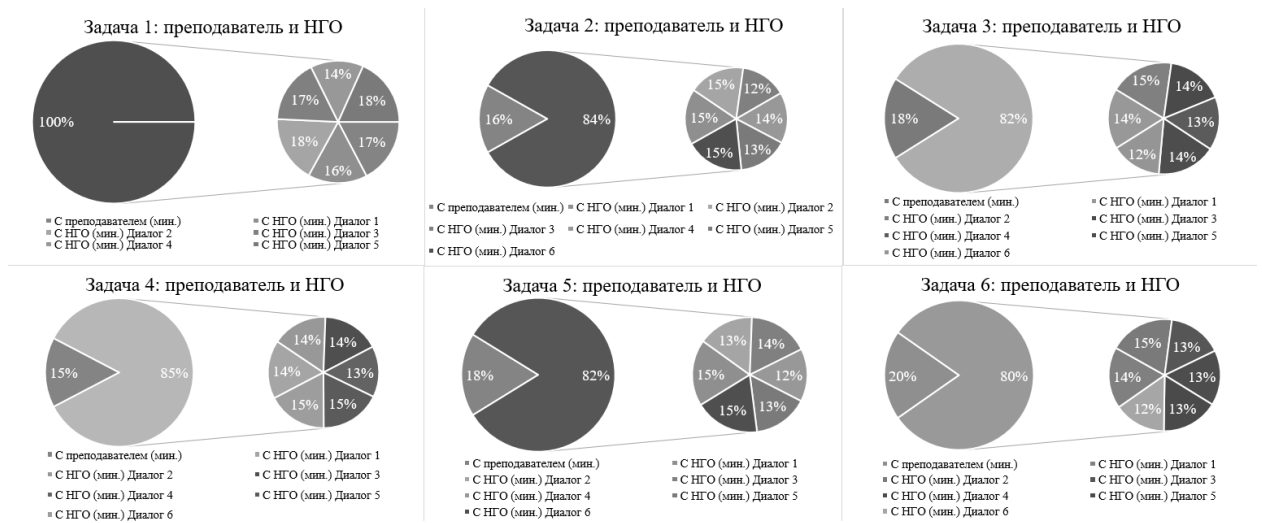 Задача 1: преподаватель и НГО
100%
14%
18%
17%
16%
18%
17%
С преподавателем (мин.) С НГО (мин.) Диалог 1
С НГО (мин.) Диалог 2 С НГО (мин.) Диалог 3
С НГО (мин.) Диалог 4 С НГО (мин.) Диалог 5
Задача 2: преподаватель и НГО
16%
84%
15%
12%
14%
13%
15%
15%
С преподавателем (мин.) С НГО (мин.) Диалог 1 С НГО (мин.) Диалог 2
С НГО (мин.) Диалог 3 С НГО (мин.) Диалог 4 С НГО (мин.) Диалог 5
С НГО (мин.) Диалог 6
Задача 3: преподаватель и НГО
18%
82%
15%
14%
13%
14%
12%
14%
С преподавателем (мин.) С НГО (мин.) Диалог 1
С НГО (мин.) Диалог 2 С НГО (мин.) Диалог 3
С НГО (мин.) Диалог 4 С НГО (мин.) Диалог 5
С НГО (мин.) Диалог 6
Задача 4: преподаватель и НГО
15%
85%
14%
14%
13%
15%
15%
14%
С преподавателем (мин.) С НГО (мин.) Диалог 1
С НГО (мин.) Диалог 2 С НГО (мин.) Диалог 3
С НГО (мин.) Диалог 4 С НГО (мин.) Диалог 5
С НГО (мин.) Диалог 6
Задача 5: преподаватель и НГО
18%
82%
13%
14%
12%
13%
15%
15%
С преподавателем (мин.) С НГО (мин.) Диалог 1
С НГО (мин.) Диалог 2 С НГО (мин.) Диалог 3
С НГО (мин.) Диалог 4 С НГО (мин.) Диалог 5
С НГО (мин.) Диалог 6
Задача 6: преподаватель и НГО
20%
80%
15%
13%
13%
13%
12%
14%
С преподавателем (мин.) С НГО (мин.) Диалог 1
С НГО (мин.) Диалог 2 С НГО (мин.) Диалог 3
С НГО (мин.) Диалог 4 С НГО (мин.) Диалог 5
С НГО (мин.) Диалог 6